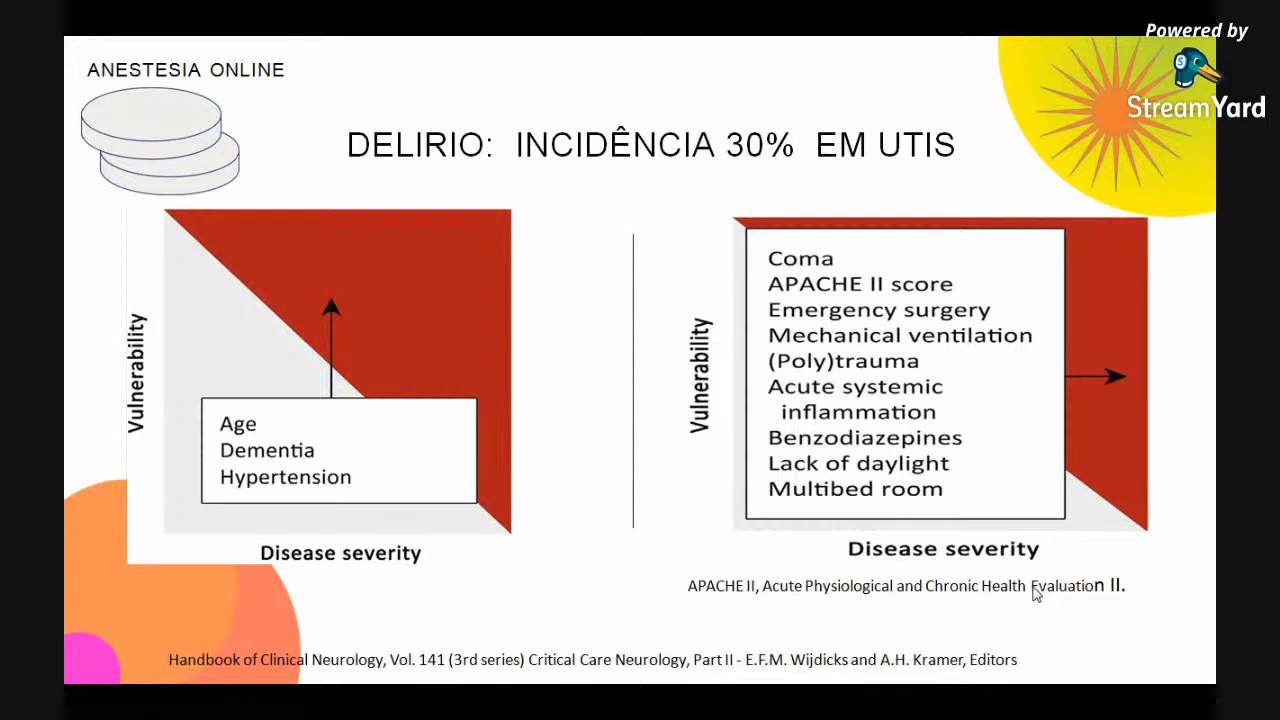 Powered by
StreamYard
ANESTESIA ONLINE
DELIRIO: INCIDÊNCIA 30% EM UTIS
Vulnerability
Age
Dementia
Hypertension
Disease severity
Vulnerability
Coma
APACHE II score
Emergency surgery
Mechanical ventilation
(Poly)trauma
Acute systemic
inflammation
Benzodiazepines
Lack of daylight
Multibed room
Disease severity
APACHE II, Acute Physiological and Chronic Health Evaluation II.
Handbook of Clinical Neurology, Vol. 141 (3rd series) Critical Care Neurology, Part II - E.F.M. Wijdicks and A.H. Kramer, Editors